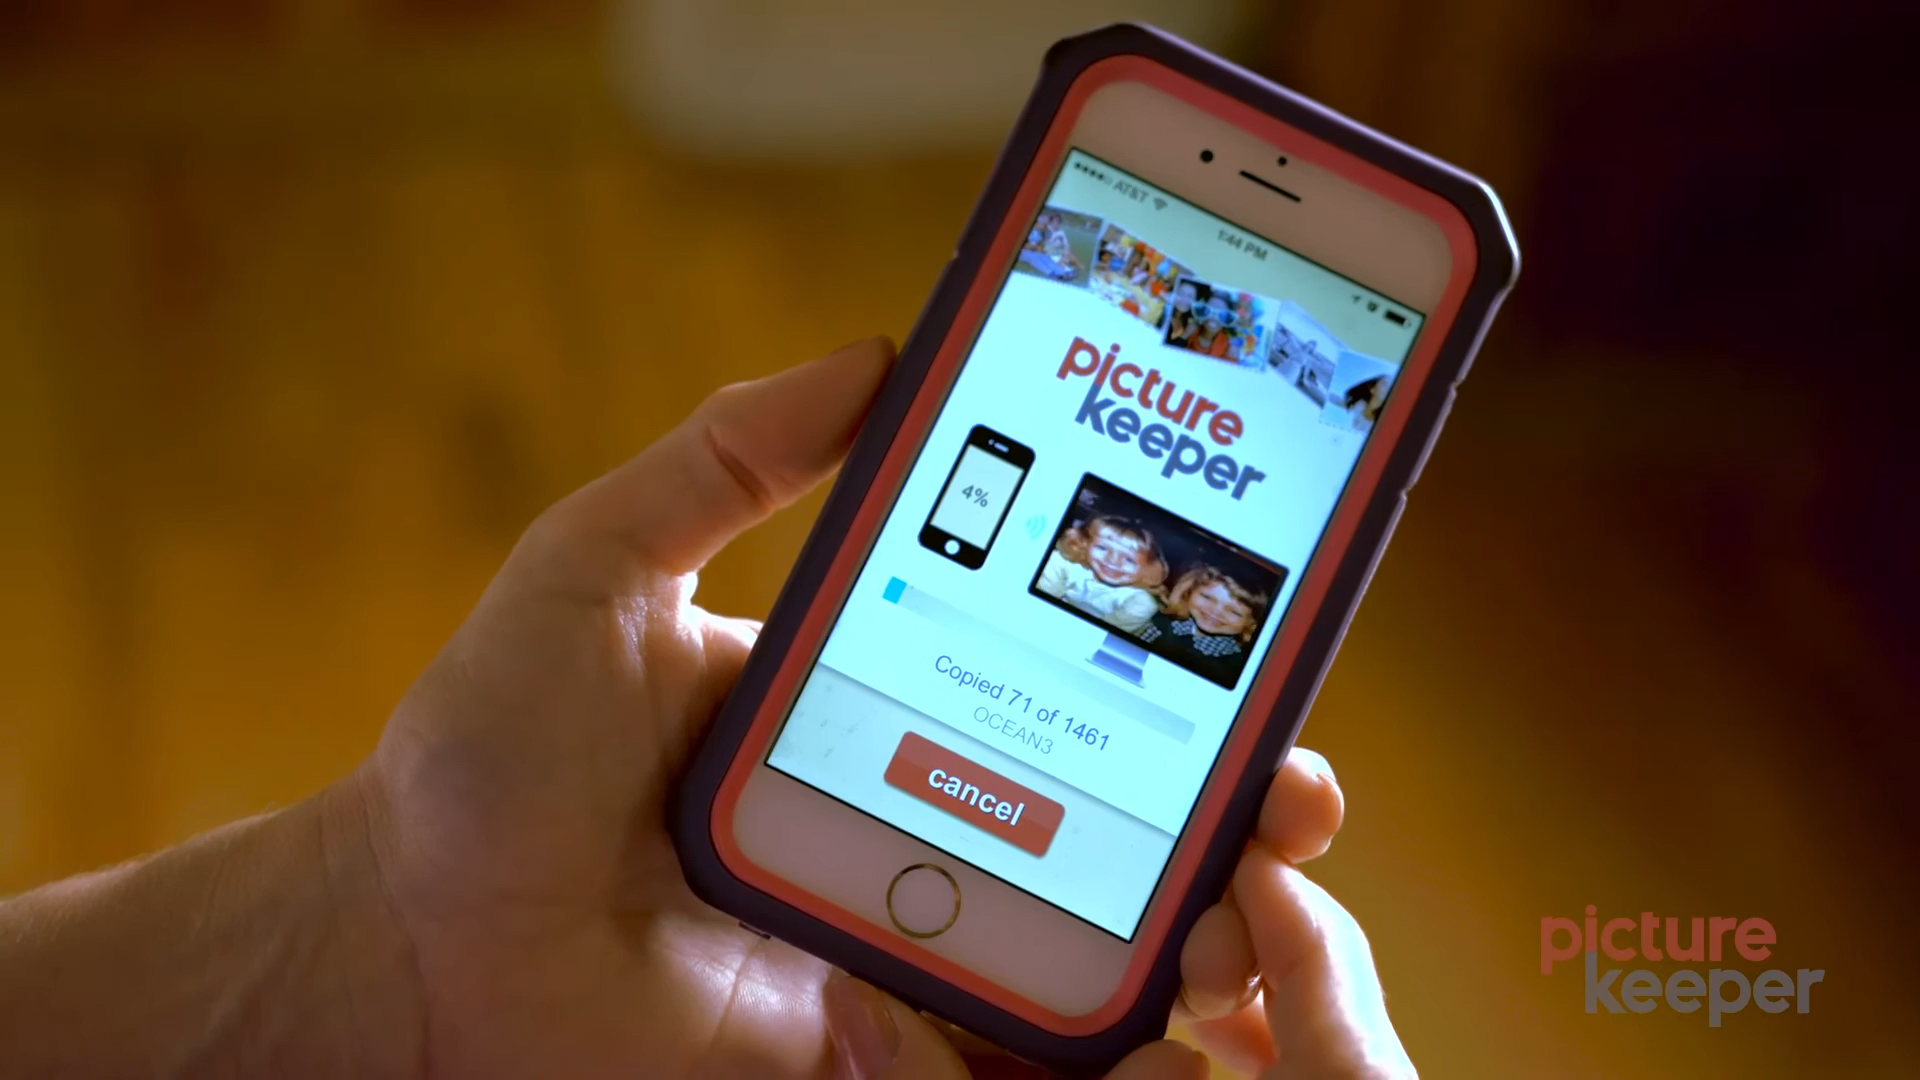 AT&T
1:44 PM
picture
keeper
4%
Copied 71 of 1461
OCEAN3
cancel
picture
keeper